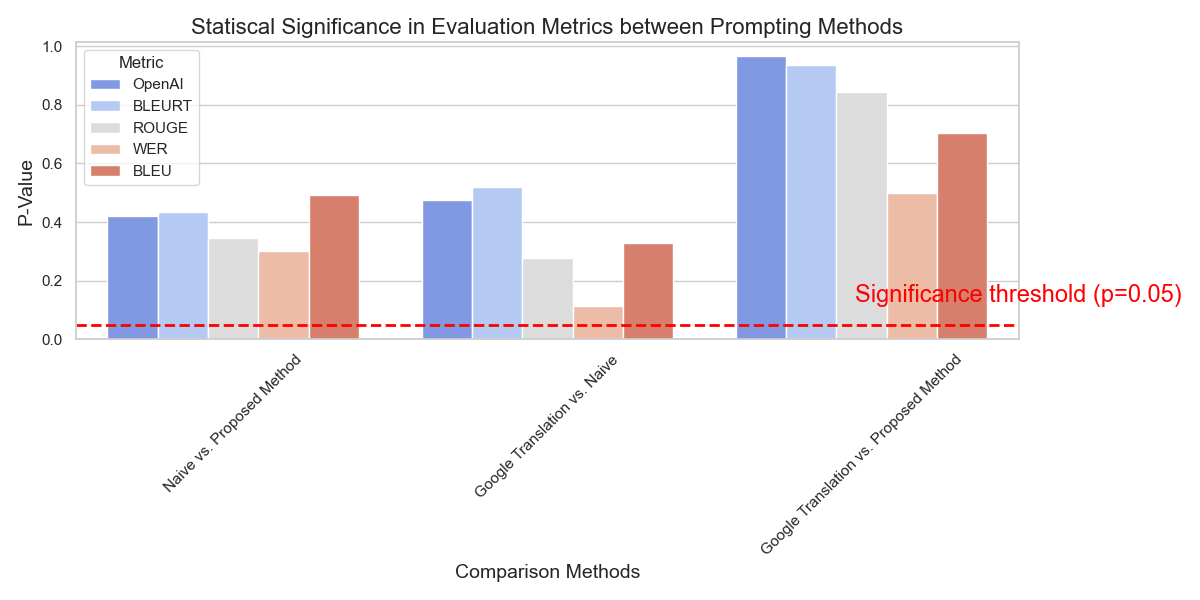 Statiscal Significance in Evaluation Metrics between Prompting Methods
P-Value
1.0
0.8
0.6
0.4
0.2
0.0
Metric
OpenAI
BLEURT
ROUGE
WER
BLEU
Significance threshold (p=0.05)
Naive vs. Proposed Method
Google Translation vs. Naive
Google Translation vs. Proposed Method
Comparison Methods